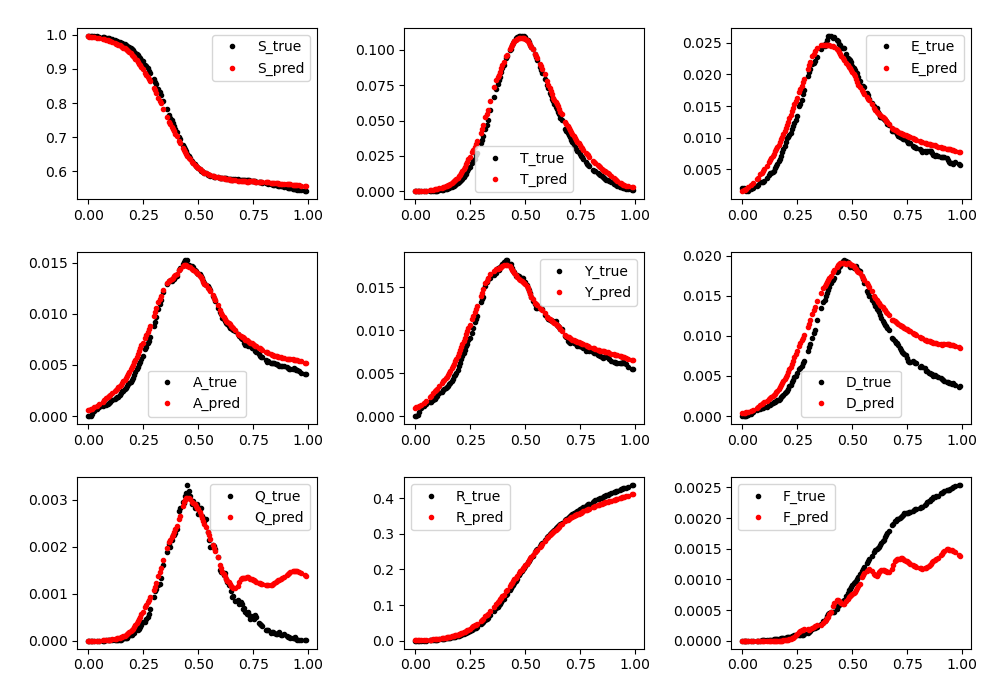 1.0
0.9
0.8
0.7
0.6
0.00 0.25 0.50 0.75 1.00
S_true
S_pred
0.100
0.075
0.050
0.025
0.000
0.00 0.25 0.50 0.75 1.00
T_true
T_pred
0.025
0.020
0.015
0.010
0.005
0.00 0.25 0.50 0.75 1.00
E_true
E_pred
0.015
0.010
0.005
0.000
0.00 0.25 0.50 0.75 1.00
A_true
A_pred
0.015
0.010
0.005
0.000
0.00 0.25 0.50 0.75 1.00
Y_true
Y_pred
0.020
0.015
0.010
0.005
0.000
0.00 0.25 0.50 0.75 1.00
D_true
D_pred
0.003
0.002
0.001
0.000
0.00 0.25 0.50 0.75 1.00
Q_true
Q_pred
0.4
0.3
0.2
0.1
0.0
0.00 0.25 0.50 0.75 1.00
R_true
R_pred
0.0025
0.0020
0.0015
0.0010
0.0005
0.0000
0.00 0.25 0.50 0.75 1.00
F_true
F_pred